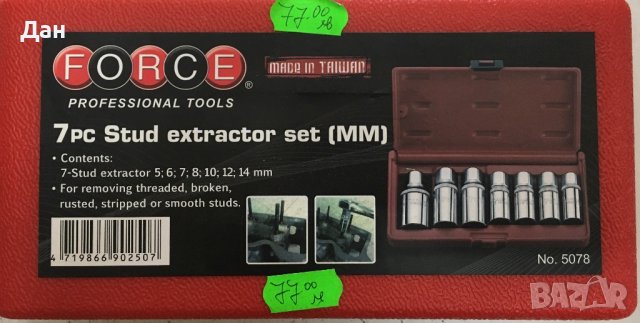 77.00
лв
Дан
FORCE®
PROFESSIONAL TOOLS
MADE IN TAIWAN
7PC Stud extractor set (MM)
• Contents:
7-Stud extractor 5; 6; 7; 8; 10; 12; 14 mm
• For removing threaded, broken,
rusted, stripped or smooth studs.
4 719866 902507
No. 5078
77.00
лв
BAZAR